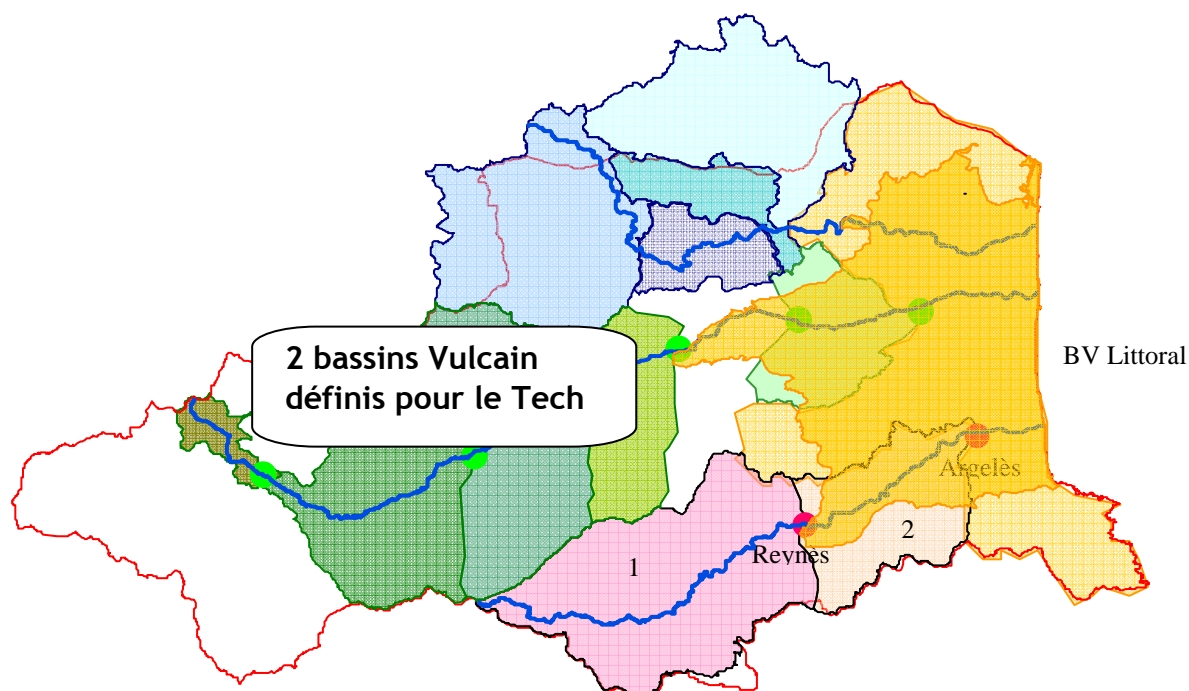 2 bassins Vulcain
définis pour le Tech
BV Littoral
Argelès
2
Reynès
1